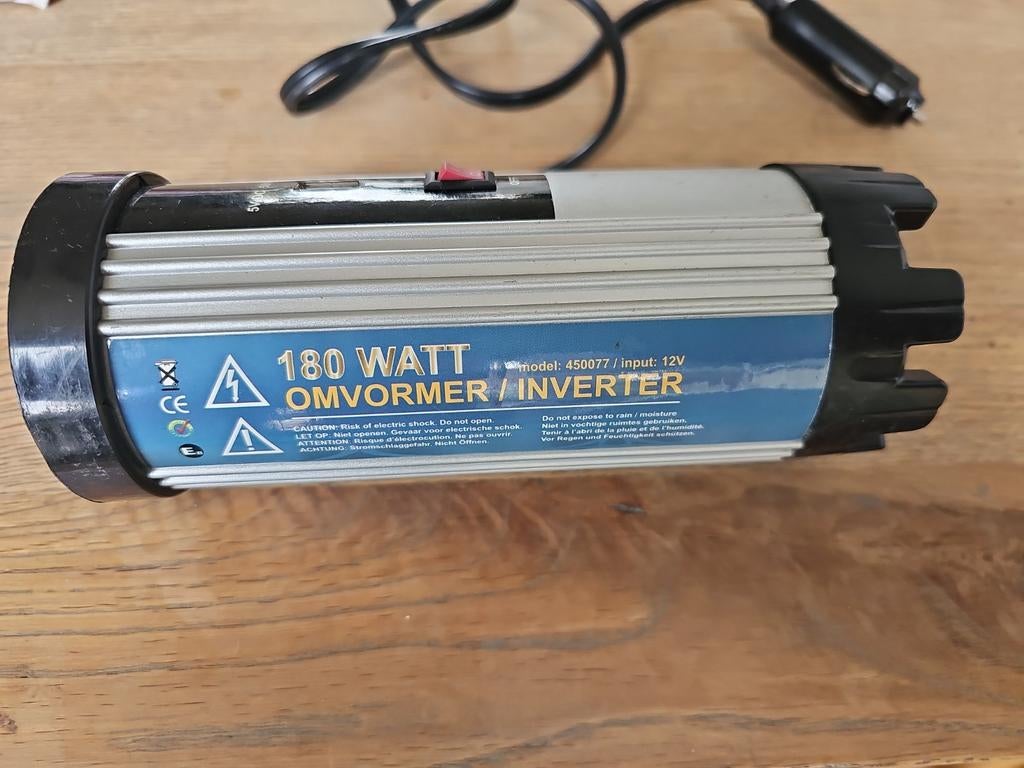 5V
180 WATT
model: 450077 / input: 12V
OMVORMER / INVERTER
CE
CAUTION: Risk of electric shock. Do not open.
LET OP: Niet openen. Gevaar voor electrische schok.
ATTENTION: Risque d'électrocution. Ne pas ouvrir.
ACHTUNG: Stromschlaggefahr. Nicht Öffnen.
Do not expose to rain / moisture
Niet in vochtige ruimtes gebruiken.
Tenir à l'abri de la pluie et de l'humidité.
Vor Regen und Feuchtigkeit schützen.